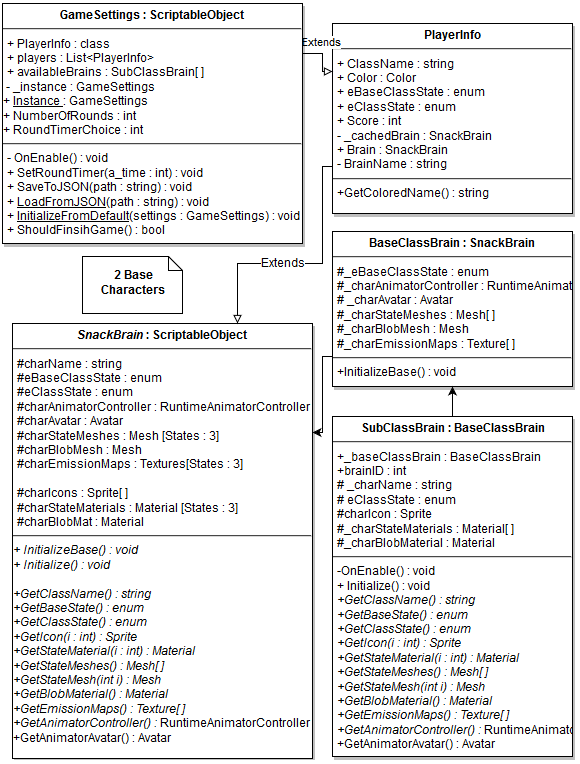 GameSettings : ScriptableObject
+ PlayerInfo : class
+ players : List<PlayerInfo>
+ availableBrains : SubClassBrain[ ]
- _instance : GameSettings
+ Instance : GameSettings
+ NumberOfRounds : int
+ RoundTimerChoice : int
- OnEnable() : void
+ SetRoundTimer(a_time : int) : void
+ SaveToJSON(path : string) : void
+ LoadFromJSON(path : string) : void
+ InitializeFromDefault(settings : GameSettings) : void
+ ShouldFinsihGame() : bool
Extends
PlayerInfo
+ ClassName : string
+ Color : Color
+ eBaseClassState : enum
+ eClassState : enum
+ Score : int
- _cachedBrain : SnackBrain
+ Brain : SnackBrain
- BrainName : string
+GetColoredName() : string
2 Base
Characters
Extends
BaseClassBrain : SnackBrain
#_eBaseClassState : enum
#_charAnimatorController : RuntimeAnimat
# _charAvatar : Avatar
#_charStateMeshes : Mesh[ ]
#_charBlobMesh : Mesh
#_charEmissionMaps : Texture[ ]
+InitializeBase() : void
SnackBrain : ScriptableObject
#charName : string
#eBaseClassState : enum
#eClassState : enum
#charAnimatorController : RuntimeAnimatorController
#charAvatar : Avatar
#charStateMeshes : Mesh [States : 3]
#charBlobMesh : Mesh
#charEmissionMaps : Textures[States : 3]
#charIcons : Sprite[ ]
#charStateMaterials : Material [States : 3]
#charBlobMat : Material
+ InitializeBase() : void
+ Initialize() : void
+GetClassName() : string
+GetBaseState() : enum
+GetClassState() : enum
+GetIcon(i : int) : Sprite
+GetStateMaterial(i : int) : Material
+GetStateMeshes() : Mesh[]
+GetStateMesh(int i) : Mesh
+GetBlobMaterial() : Material
+GetEmissionMaps() : Texture[]
+GetAnimatorController() : RuntimeAnimatorController
+GetAnimatorAvatar() : Avatar
SubClassBrain : BaseClassBrain
+_baseClassBrain : BaseClassBrain
+brainID : int
# _charName : string
# eClassState : enum
#charIcon : Sprite
#_charStateMaterials : Material[ ]
#_charBlobMaterial : Material
-OnEnable() : void
+ Initialize() : void
+GetClassName() : string
+GetBaseState() : enum
+GetClassState() : enum
+GetIcon(i : int) : Sprite
+GetStateMaterial(i : int) : Material
+GetStateMeshes() : Mesh[]
+GetStateMesh(int i) : Mesh
+GetBlobMaterial() : Material
+GetEmissionMaps() : Texture[]
+GetAnimatorController() : RuntimeAnima
+GetAnimatorAvatar() : Avatar